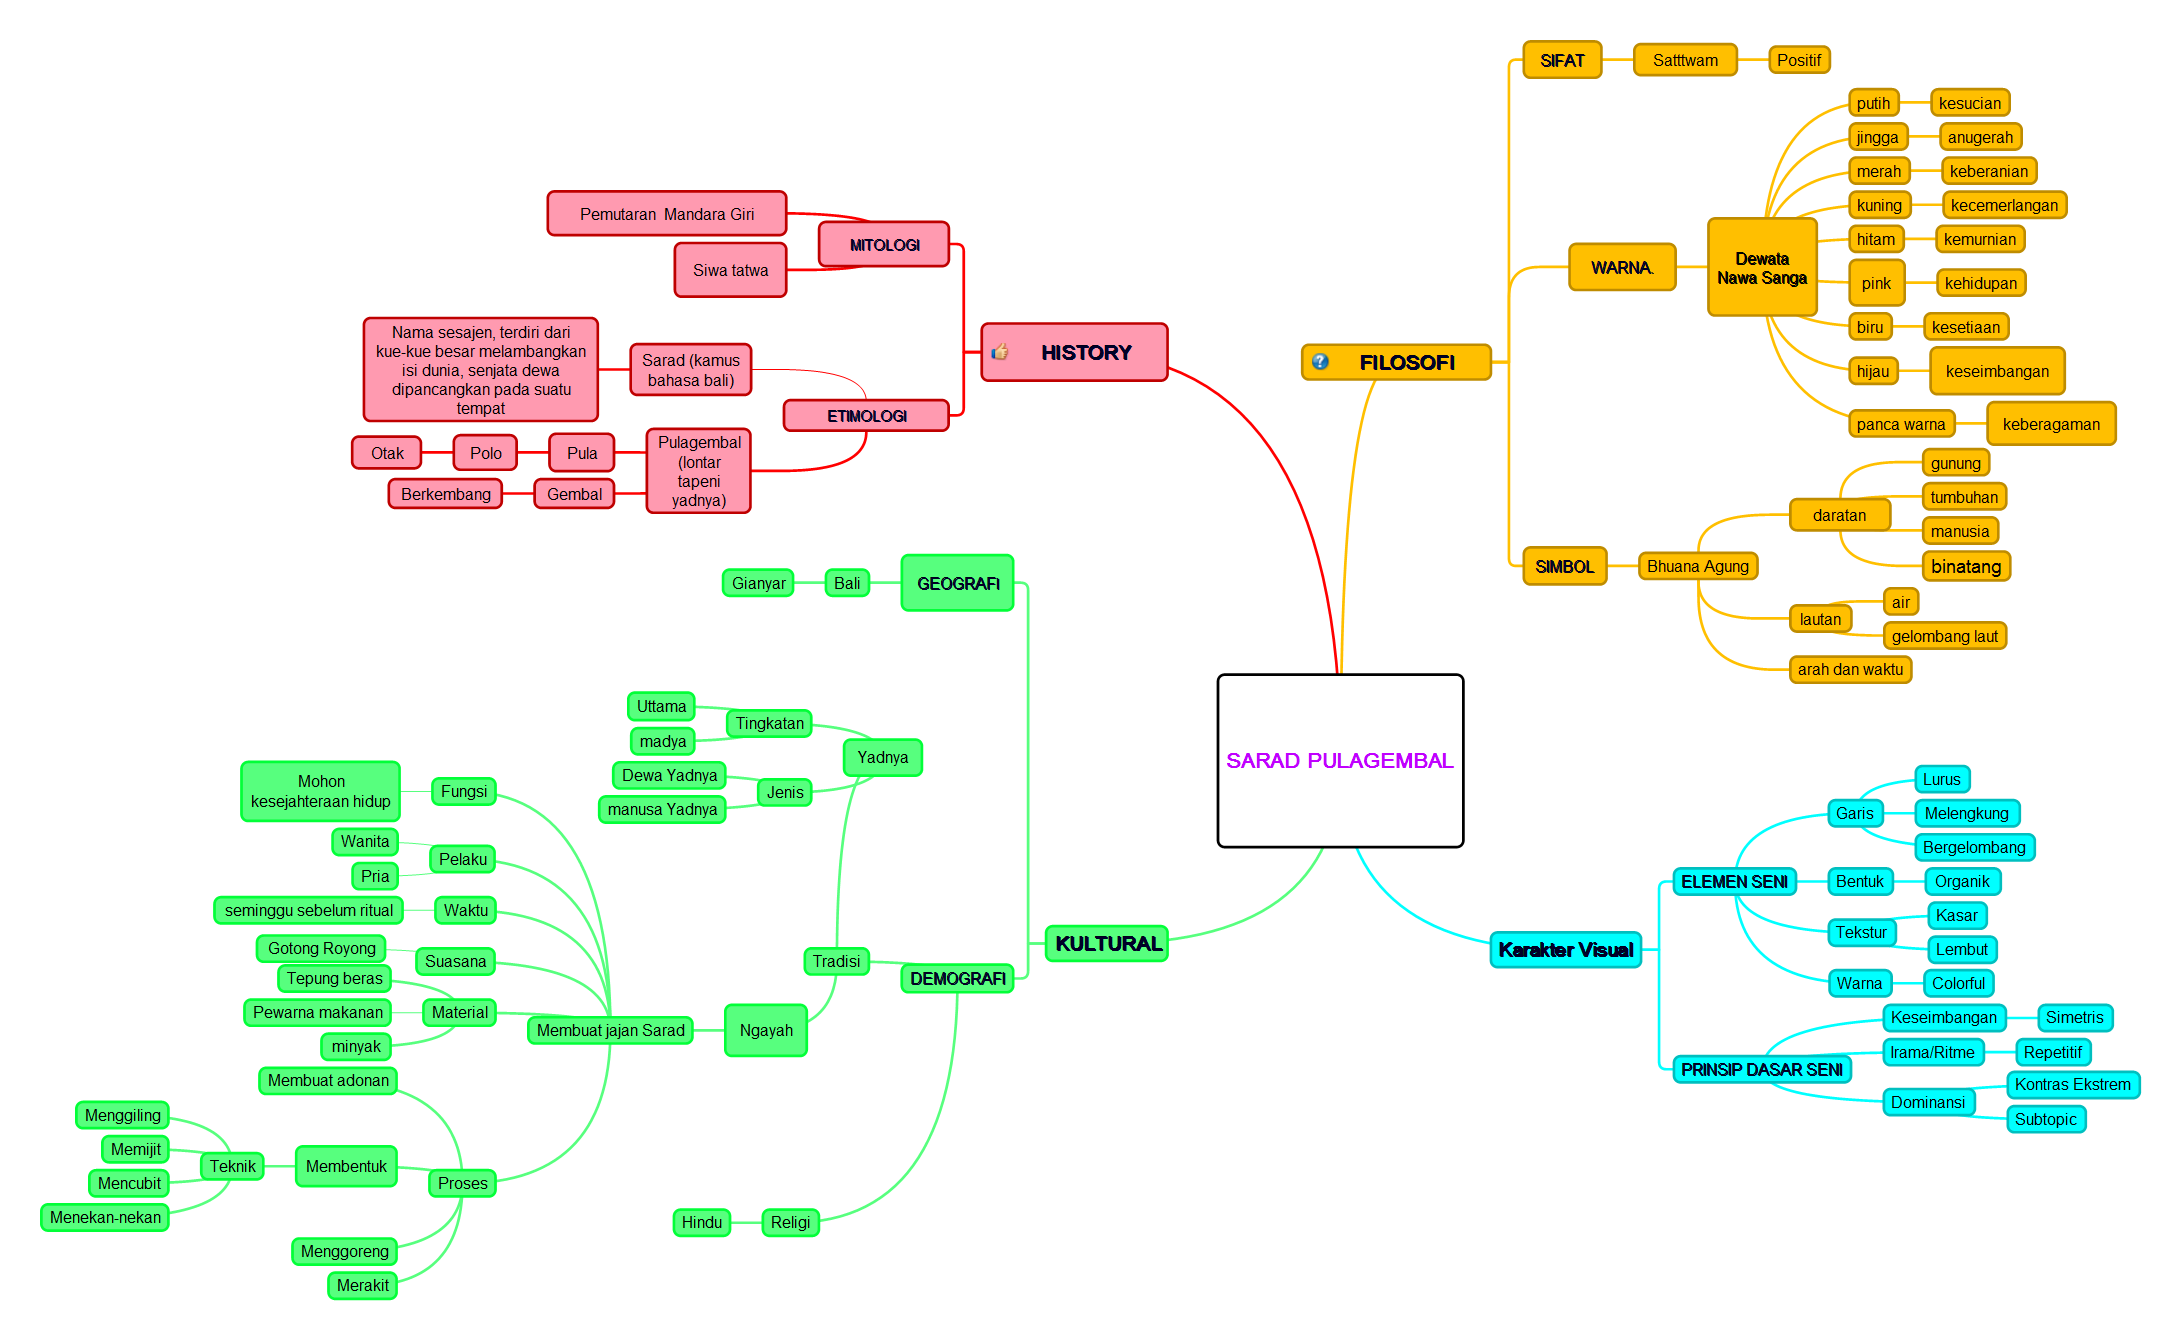 SARAD PULAGEMBAL
HISTORY
MITOLOGI
Pemutaran  Mandara Giri
Siwa tatwa
ETIMOLOGI
Sarad (kamus
bahasa bali)
Nama sesajen, terdiri dari
kue-kue besar melambangkan
isi dunia, senjata dewa
dipancangkan pada suatu
tempat
Pulagembal
(lontar
tapeni
yadnya)
Pula
Polo
Otak
Gembal
Berkembang
FILOSOFI
SIFAT
Satttwam
Positif
WARNA.
Dewata
Nawa Sanga
putih
kesucian
jingga
anugerah
merah
keberanian
kuning
kecemerlangan
hitam
kemurnian
pink
kehidupan
biru
kesetiaan
hijau
keseimbangan
panca warna
keberagaman
SIMBOL
Bhuana Agung
daratan
gunung
tumbuhan
manusia
binatang
lautan
air
gelombang laut
arah dan waktu
KULTURAL
GEOGRAFI
Bali
Gianyar
DEMOGRAFI
Tradisi
Yadnya
Tingkatan
Uttama
madya
Jenis
Dewa Yadnya
manusa Yadnya
Ngayah
Membuat jajan Sarad
Fungsi
Mohon
kesejahteraan hidup
Pelaku
Wanita
Pria
Waktu
seminggu sebelum ritual
Suasana
Gotong Royong
Material
Tepung beras
Pewarna makanan
minyak
Proses
Membuat adonan
Membentuk
Teknik
Menggiling
Memijit
Mencubit
Menekan-nekan
Menggoreng
Merakit
Religi
Hindu
Karakter Visual
ELEMEN SENI
Garis
Lurus
Melengkung
Bergelombang
Bentuk
Organik
Tekstur
Kasar
Lembut
Warna
Colorful
PRINSIP DASAR SENI
Keseimbangan
Simetris
Irama/Ritme
Repetitif
Dominansi
Kontras Ekstrem
Subtopic